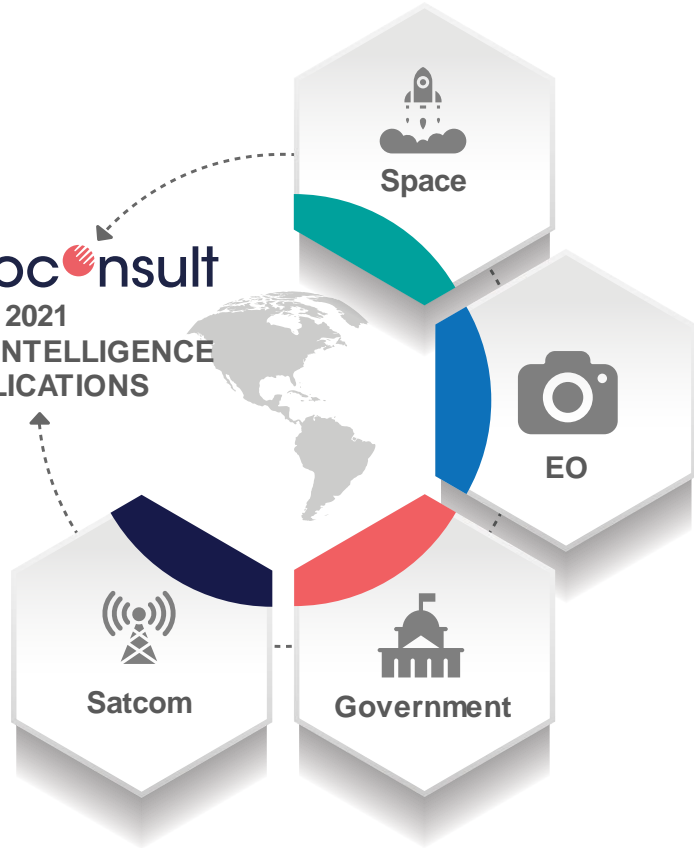 Space
oconsult
2021
NTELLIGENCE
LICATIONS
EO
Satcom
Government